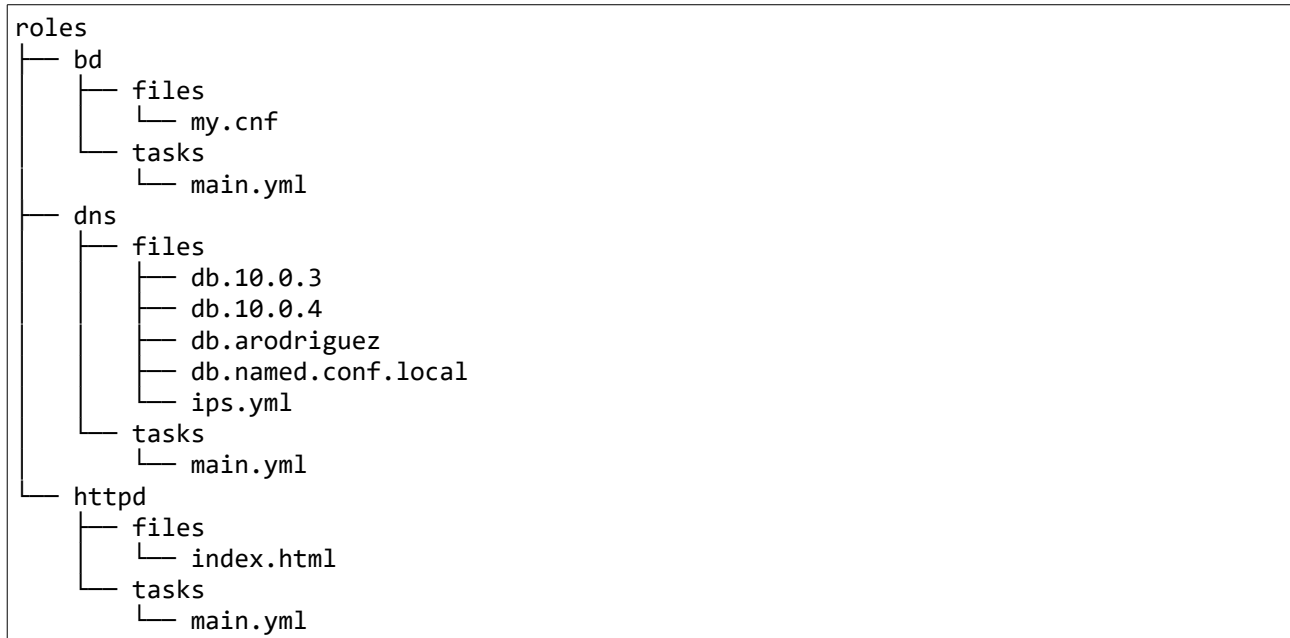 roles
├── bd
│   ├── files
│   │   └── my.cnf
│   └── tasks
│       └── main.yml
├── dns
│   ├── files
│   │   ├── db.10.0.3
│   │   ├── db.10.0.4
│   │   ├── db.arodriguez
│   │   ├── db.named.conf.local
│   │   └── ips.yml
│   └── tasks
│       └── main.yml
└── httpd
    ├── files
    │   └── index.html
    └── tasks
        └── main.yml